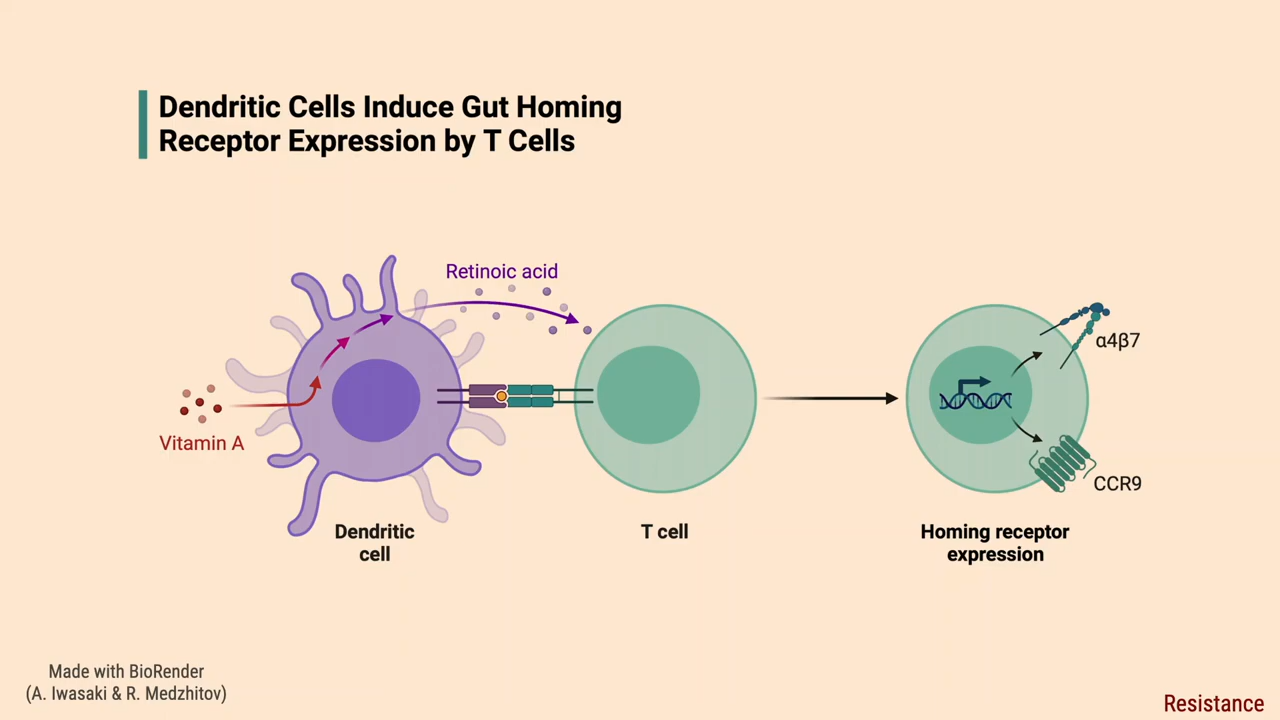 Dendritic Cells Induce Gut Homing
Receptor Expression by T Cells
Retinoic acid
Vitamin A
α4β7
CCR9
Dendritic
cell
T cell
Homing receptor
expression
Made with BioRender
(A. Iwasaki & R. Medzhitov)
Resistance